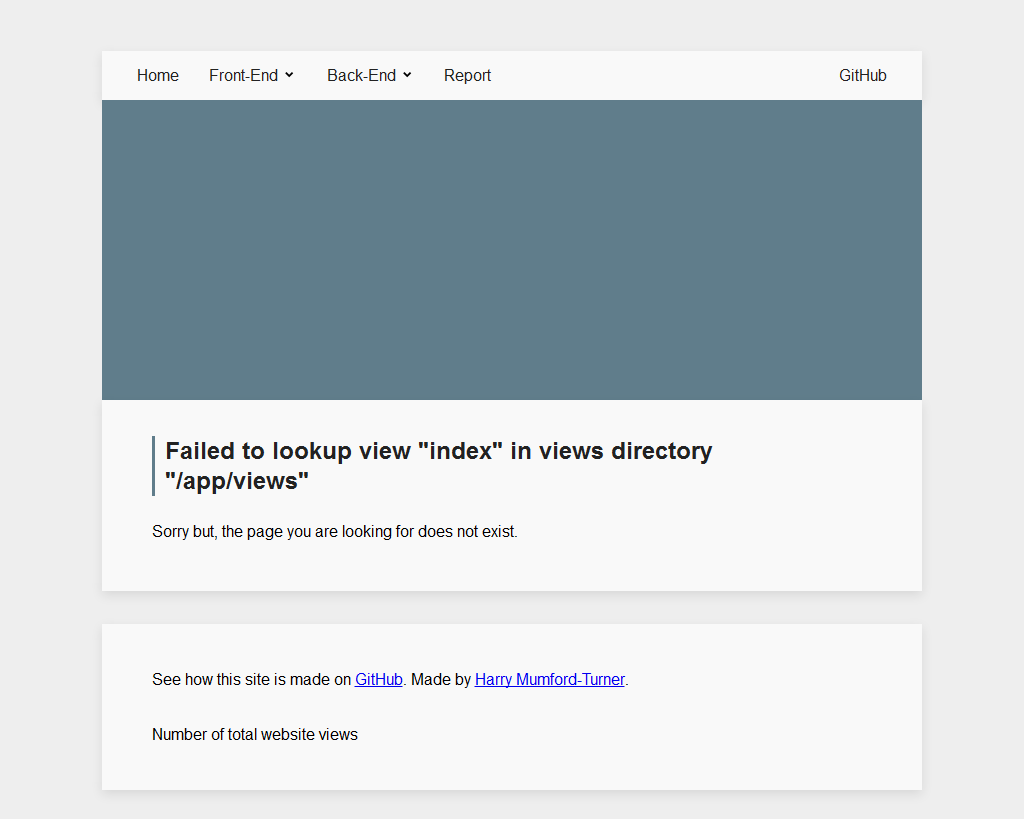 Home Front-End Back-End Report GitHub
Failed to lookup view "index" in views directory
"/app/views"
Sorry but, the page you are looking for does not exist.
See how this site is made on GitHub. Made by Harry Mumford-Turner.
Number of total website views